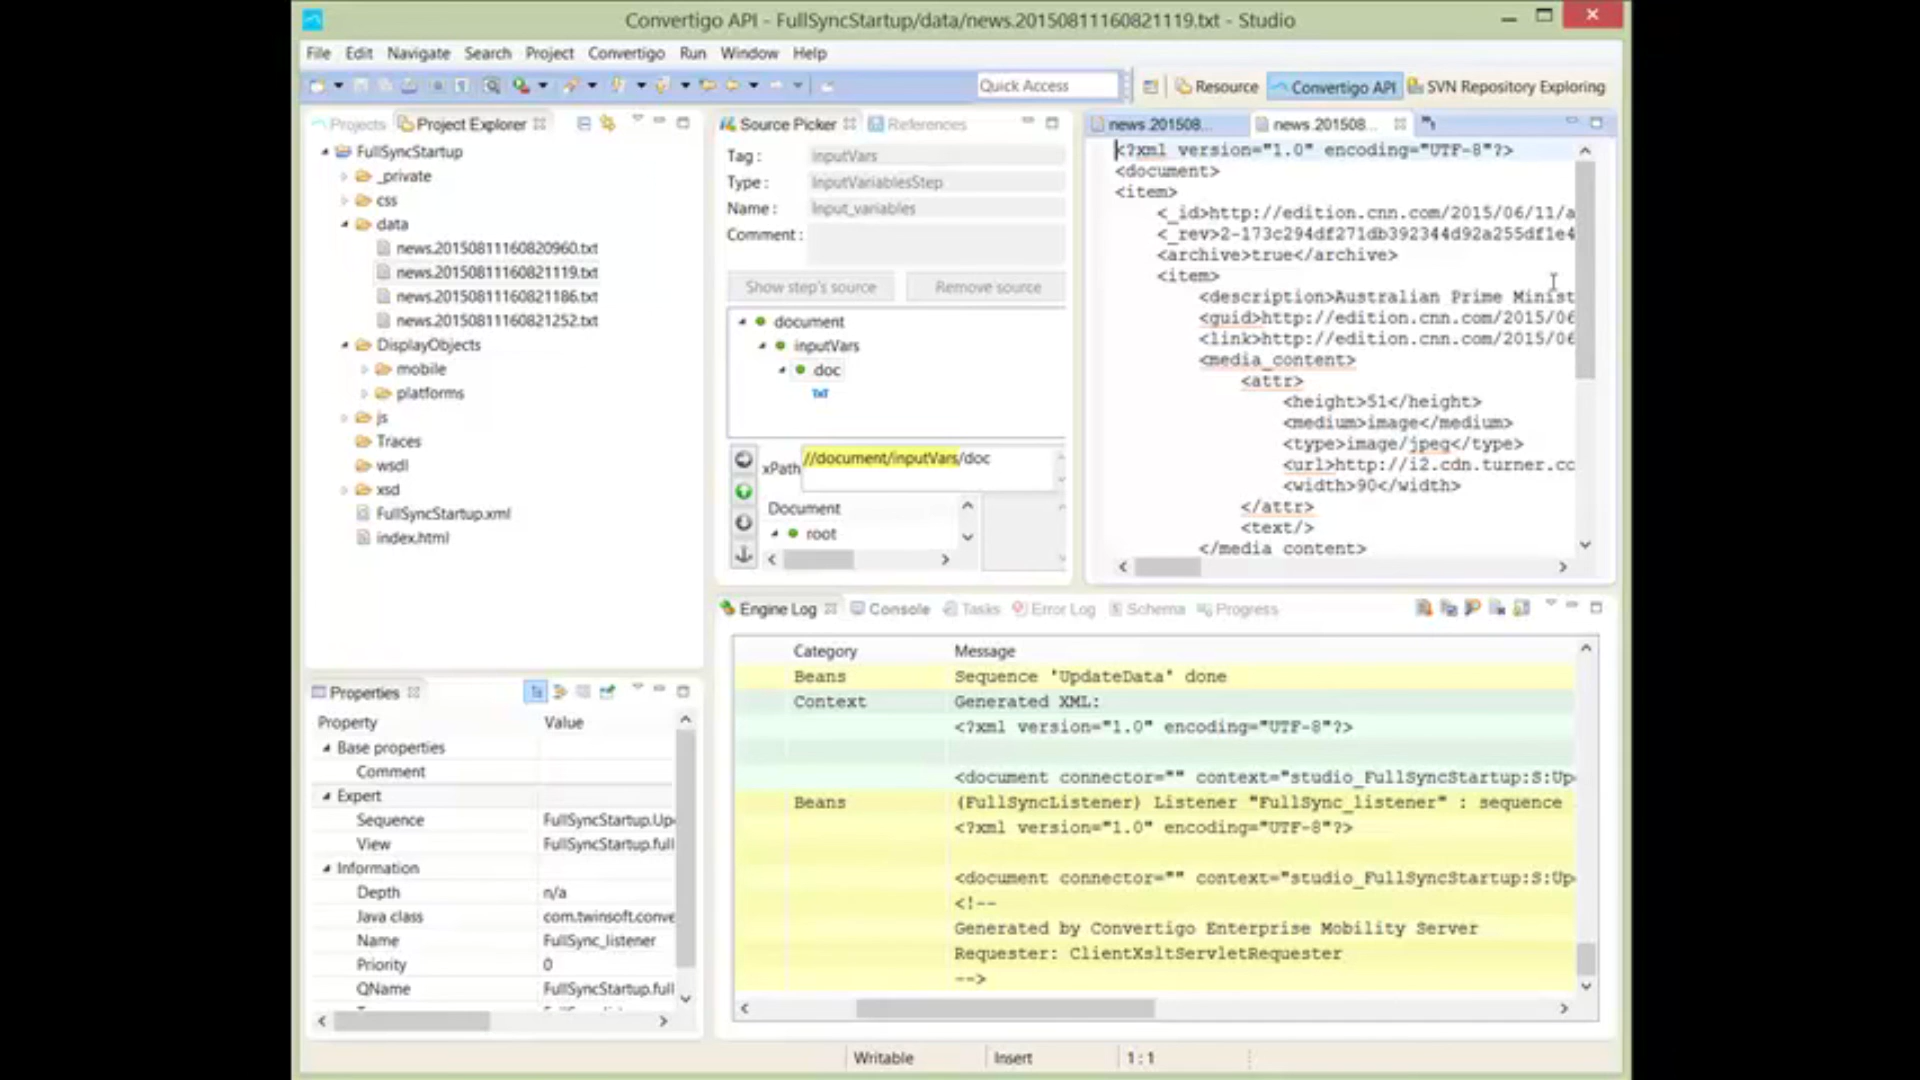 Convertigo API - FullSyncStartup/data/news.20150811160821119.txt - Studio
File Edit Navigate Search Project Convertigo Run Window Help
Quick Access
Resource
Convertigo API
SVN Repository Exploring
Projects
Project Explorer
FullSyncStartup
_private
css
data
news.20150811160820960.txt
news.20150811160821119.txt
news.20150811160821186.txt
news.20150811160821252.txt
DisplayObjects
mobile
platforms
js
Traces
wsdl
xsd
FullSyncStartup.xml
index.html
Source Picker
References
Tag : inputVars
Type : InputVariablesStep
Name : Input_variables
Comment :
Show step's source
Remove source
document
inputVars
doc
TXT
xPath //document/inputVars/doc
Document
root
news.201508...
news.201508...
<?xml version="1.0" encoding="UTF-8"?>
<document>
<item>
<_id>http://edition.cnn.com/2015/06/11/a
<_rev>2-173c294df271db392344d92a255df1e4
<archive>true</archive>
<item>
<description>Australian Prime Minist
<guid>http://edition.cnn.com/2015/06
<link>http://edition.cnn.com/2015/06
<media_content>
<attr>
<height>51</height>
<medium>image</medium>
<type>image/jpeg</type>
<url>http://i2.cdn.turner.cc
<width>90</width>
</attr>
<text/>
</media content>
Properties
Property Value
Base properties
Comment
Expert
Sequence FullSyncStartup.Up
View FullSyncStartup.full
Information
Depth n/a
Java class com.twinsoft.conve
Name FullSync_listener
Priority 0
QName FullSyncStartup.full
Engine Log
Console
Tasks
Error Log
Schema
Progress
Category Message
Beans Sequence 'UpdateData' done
Context Generated XML:
<?xml version="1.0" encoding="UTF-8"?>
<document connector="" context="studio_FullSyncStartup:S:Up
Beans (FullSyncListener) Listener "FullSync_listener" : sequence
<?xml version="1.0" encoding="UTF-8"?>
<document connector="" context="studio_FullSyncStartup:S:Up
<!--
Generated by Convertigo Enterprise Mobility Server
Requester: ClientXsltServletRequester
-->
Writable Insert 1 : 1